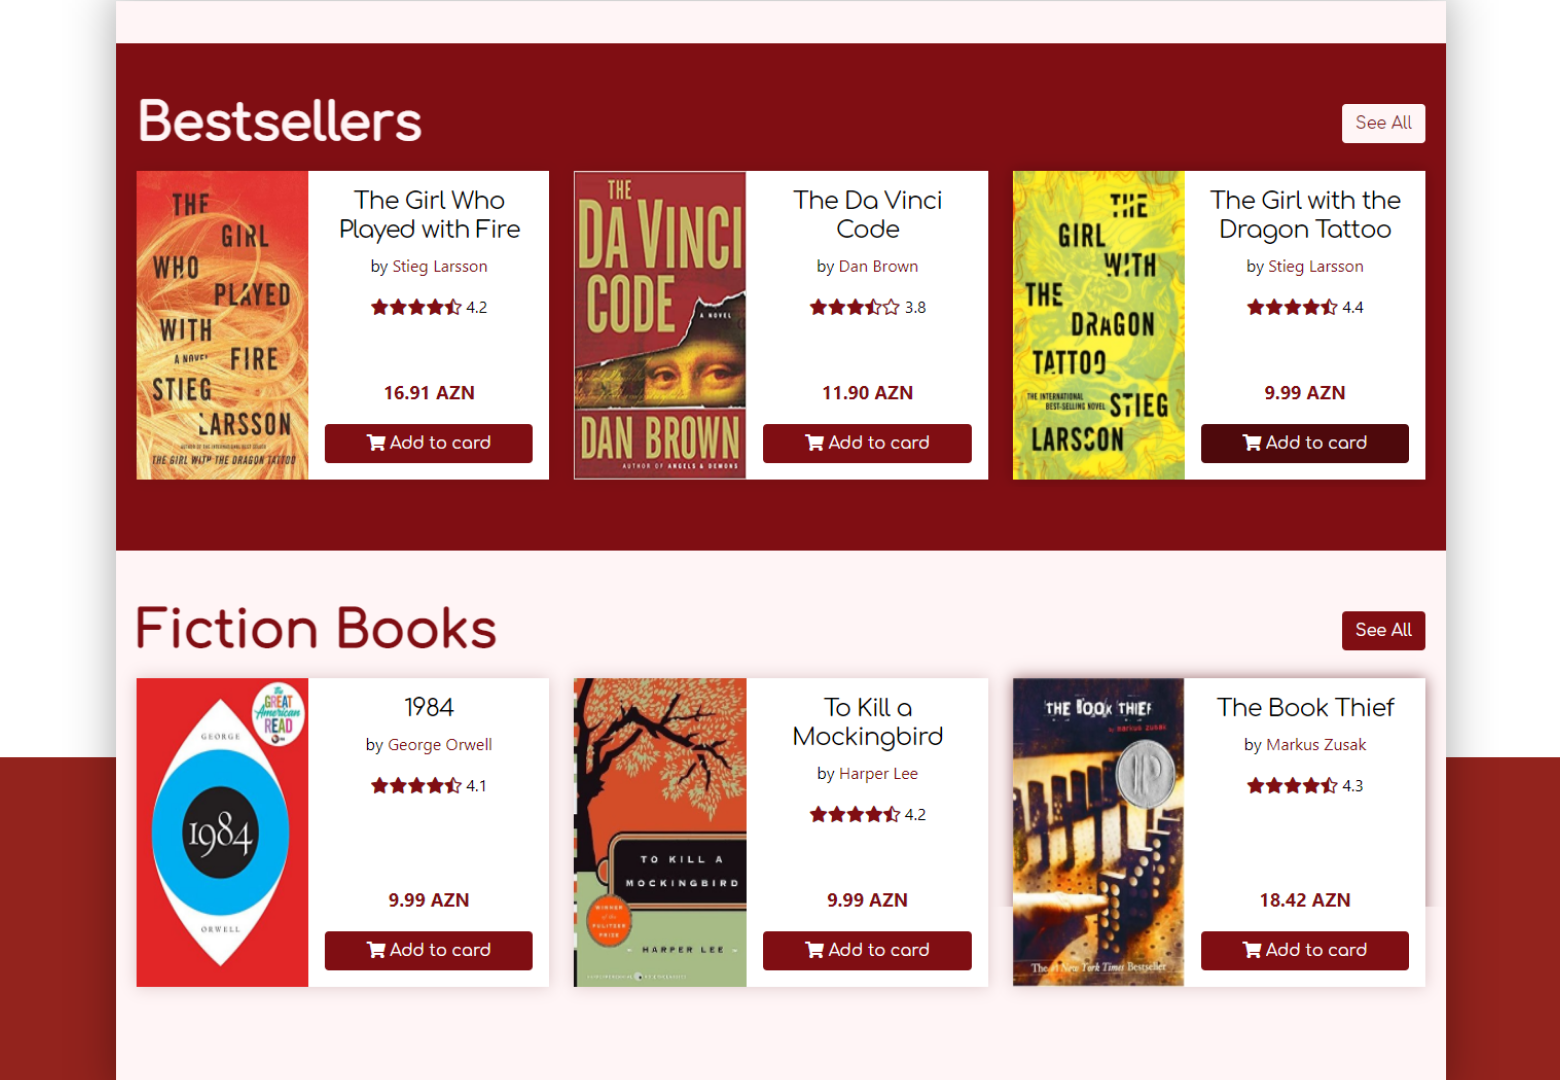 Bestsellers
See All
THE
GIRL
WHO
PLAYED
WITH
A NOVEL
FIRE
STIEG
LARSSON
THE GIRL WITH THE DRAGON TATTOO
The Girl Who
Played with Fire
by Stieg Larsson
4.2
16.91 AZN
Add to card
THE
DA VINCI
CODE
A NOVEL
DAN BROWN
AUTHOR OF ANGELS & DEMONS
The Da Vinci
Code
by Dan Brown
3.8
11.90 AZN
Add to card
THE
GIRL
WITH
THE
DRAGON
TATTOO
THE INTERNATIONAL
BEST-SELLING NOVEL
STIEG
LARSSON
The Girl with the
Dragon Tattoo
by Stieg Larsson
4.4
9.99 AZN
Add to card
Fiction Books
See All
The
GREAT
American
READ
GEORGE
1984
ORWELL
1984
by George Orwell
4.1
9.99 AZN
Add to card
TO KILL A
MOCKINGBIRD
WINNER
of the
PULITZER
PRIZE
HARPER LEE
To Kill a
Mockingbird
by Harper Lee
4.2
9.99 AZN
Add to card
THE BOOK THIEF
by MARKUS ZUSAK
The #1 New York Times Bestseller
The Book Thief
by Markus Zusak
4.3
18.42 AZN
Add to card